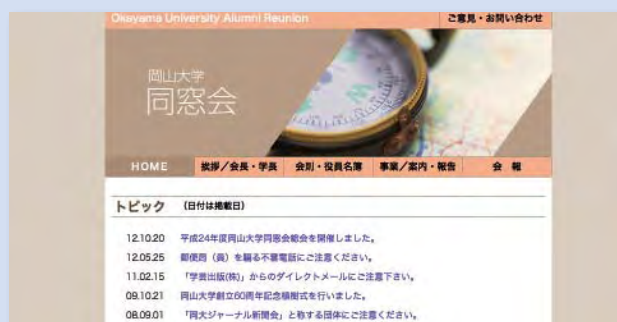 Okayama University Alumni Reunion ご意見・お問い合わせ
岡山大学
同窓会
HOME 挨拶／会長・学長 会則・役員名簿 事業／案内・報告 会 報
トピック （日付は掲載日）
12.10.20 平成24年度岡山大学同窓会総会を開催しました。
12.05.25 郵便局（員）を騙る不審電話にご注意ください。
11.02.15 「学芸出版(株)」からのダイレクトメールにご注意下さい。
09.10.21 岡山大学創立60周年記念植樹式を行いました。
08.09.01 「岡大ジャーナル新聞会」と称する団体にご注意ください。